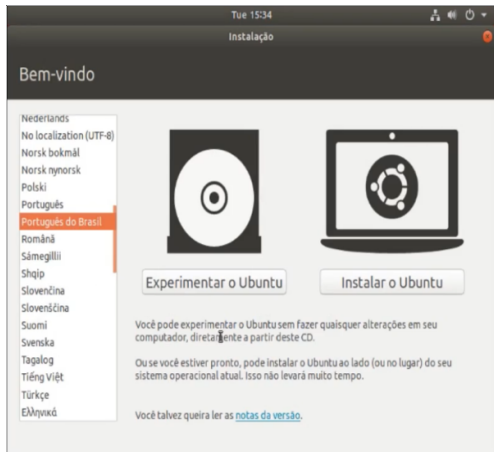 Tue 15:34
Instalação
Bem-vindo
Nederlands
No localization (UTF-8)
Norsk bokmål
Norsk nynorsk
Polski
Português
Português do Brasil
Română
Sámegillii
Shqip
Slovenčina
Slovenščina
Suomi
Svenska
Tagalog
Tiếng Việt
Türkçe
Ελληνικά
Experimentar o Ubuntu
Instalar o Ubuntu
Você pode experimentar o Ubuntu sem fazer quaisquer alterações em seu
computador, diretamente a partir deste CD.
Ou se você estiver pronto, pode instalar o Ubuntu ao lado (ou no lugar) do seu
sistema operacional atual. Isso não levará muito tempo.
Você talvez queira ler as notas da versão.